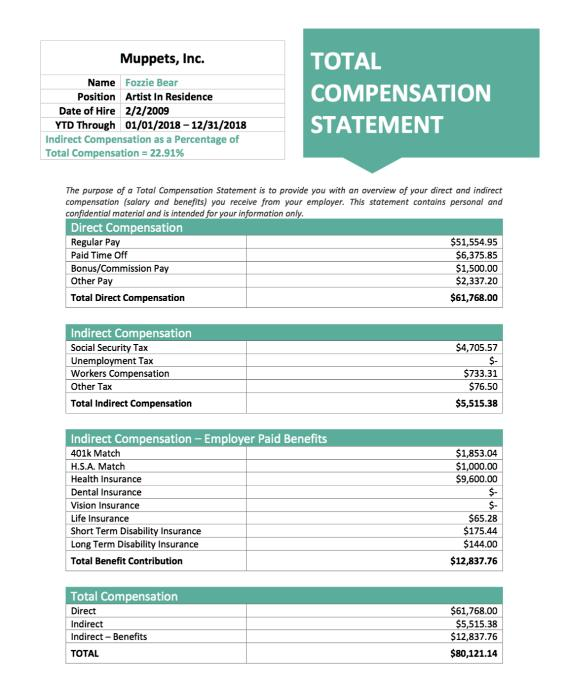 Muppets, Inc.
Name Fozzie Bear
Position Artist In Residence
Date of Hire 2/2/2009
YTD Through 01/01/2018 – 12/31/2018
Indirect Compensation as a Percentage of
Total Compensation = 22.91%
TOTAL
COMPENSATION
STATEMENT
The purpose of a Total Compensation Statement is to provide you with an overview of your direct and indirect
compensation (salary and benefits) you receive from your employer. This statement contains personal and
confidential material and is intended for your information only.
Direct Compensation
Regular Pay $51,554.95
Paid Time Off $6,375.85
Bonus/Commission Pay $1,500.00
Other Pay $2,337.20
Total Direct Compensation $61,768.00
Indirect Compensation
Social Security Tax $4,705.57
Unemployment Tax $-
Workers Compensation $733.31
Other Tax $76.50
Total Indirect Compensation $5,515.38
Indirect Compensation – Employer Paid Benefits
401k Match $1,853.04
H.S.A. Match $1,000.00
Health Insurance $9,600.00
Dental Insurance $-
Vision Insurance $-
Life Insurance $65.28
Short Term Disability Insurance $175.44
Long Term Disability Insurance $144.00
Total Benefit Contribution $12,837.76
Total Compensation
Direct $61,768.00
Indirect $5,515.38
Indirect – Benefits $12,837.76
TOTAL $80,121.14